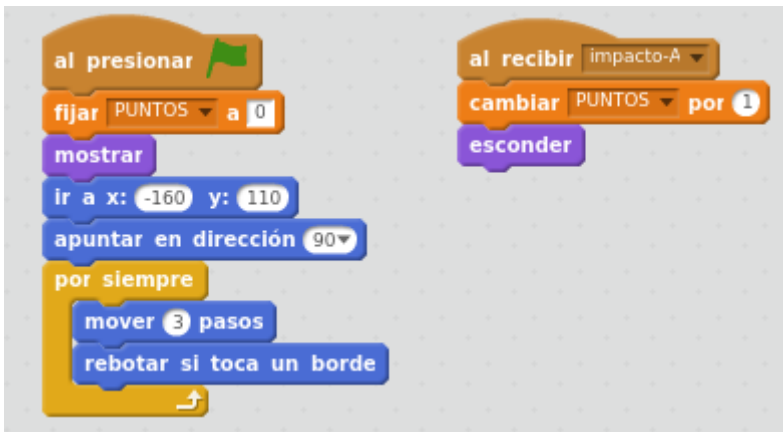 al presionar
fijar PUNTOS a 0
mostrar
ir a x: -160 y: 110
apuntar en dirección 90
por siempre
mover 3 pasos
rebotar si toca un borde
al recibir impacto-A
cambiar PUNTOS por 1
esconder